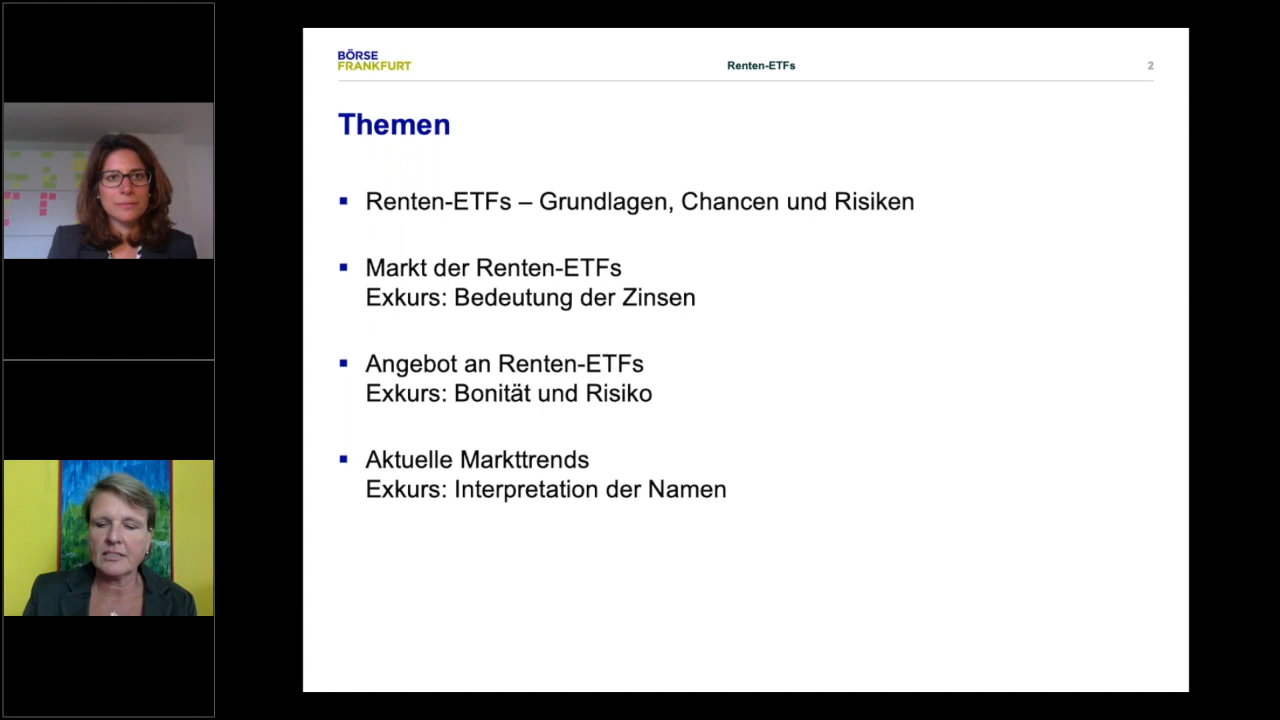 BÖRSE
FRANKFURT
Renten-ETFs
2
Themen
▪ Renten-ETFs – Grundlagen, Chancen und Risiken
▪ Markt der Renten-ETFs
Exkurs: Bedeutung der Zinsen
▪ Angebot an Renten-ETFs
Exkurs: Bonität und Risiko
▪ Aktuelle Markttrends
Exkurs: Interpretation der Namen